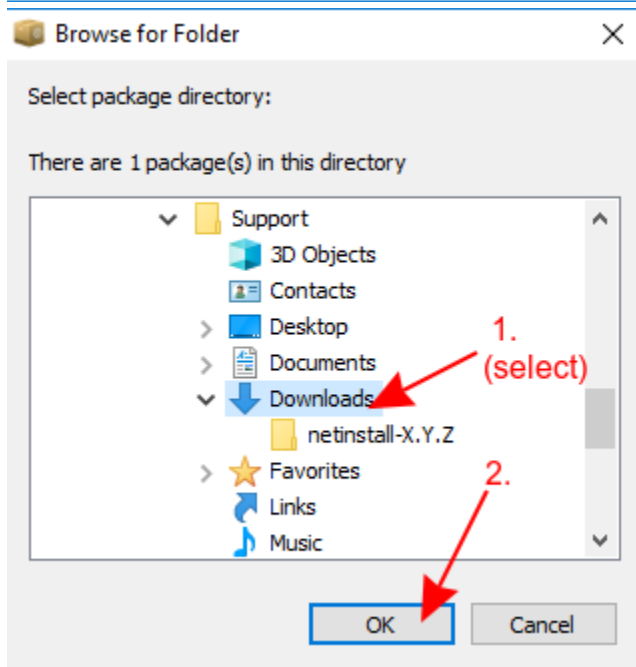 Browse for Folder
Select package directory:
There are 1 package(s) in this directory
Support
3D Objects
Contacts
Desktop
1.
Documents
(select)
Downloads
netinstall-X.Y.Z
Favorites
2.
Links
Music
OK
Cancel